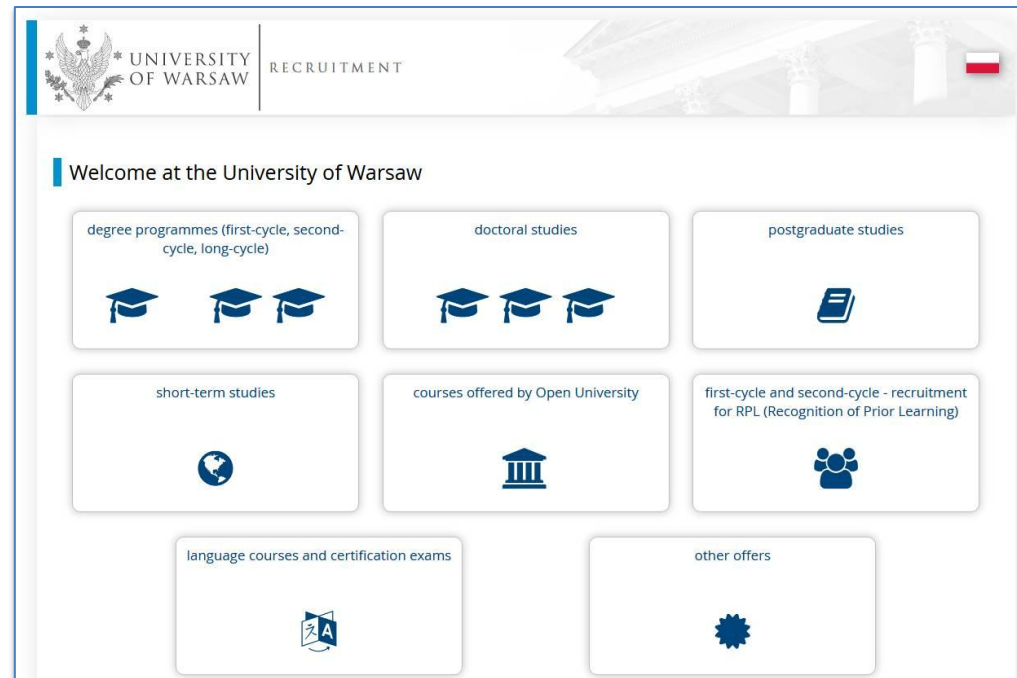 UNIVERSITY
OF WARSAW
RECRUITMENT
Welcome at the University of Warsaw
degree programmes (first-cycle, second-
cycle, long-cycle)
doctoral studies
postgraduate studies
short-term studies
courses offered by Open University
first-cycle and second-cycle - recruitment
for RPL (Recognition of Prior Learning)
language courses and certification exams
other offers
A